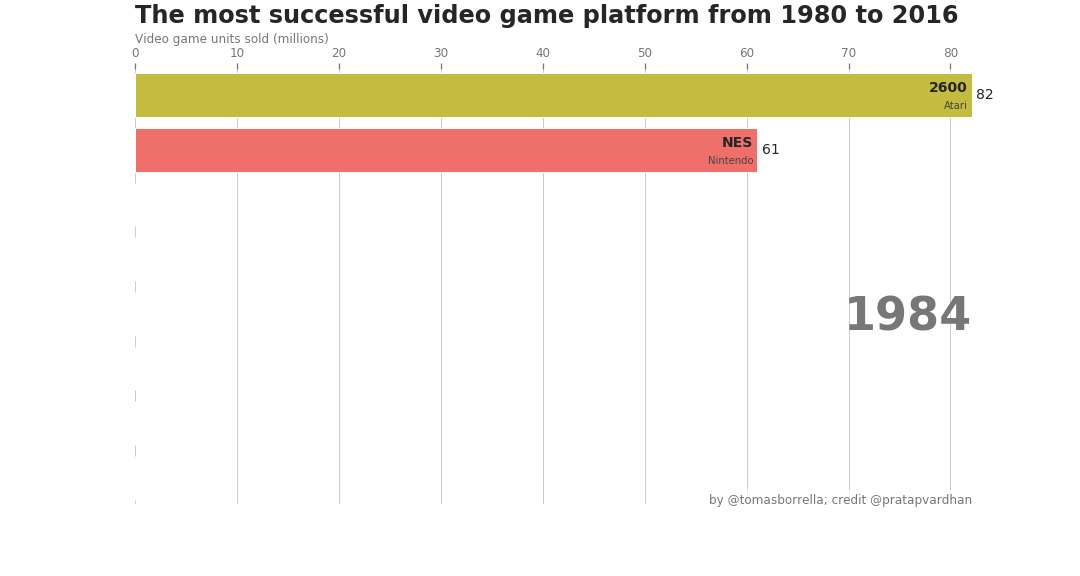 The most successful video game platform from 1980 to 2016
Video game units sold (millions)
0 10 20 30 40 50 60 70 80
2600
Atari
82
NES
Nintendo
61
1984
by @tomasborrella; credit @pratapvardhan